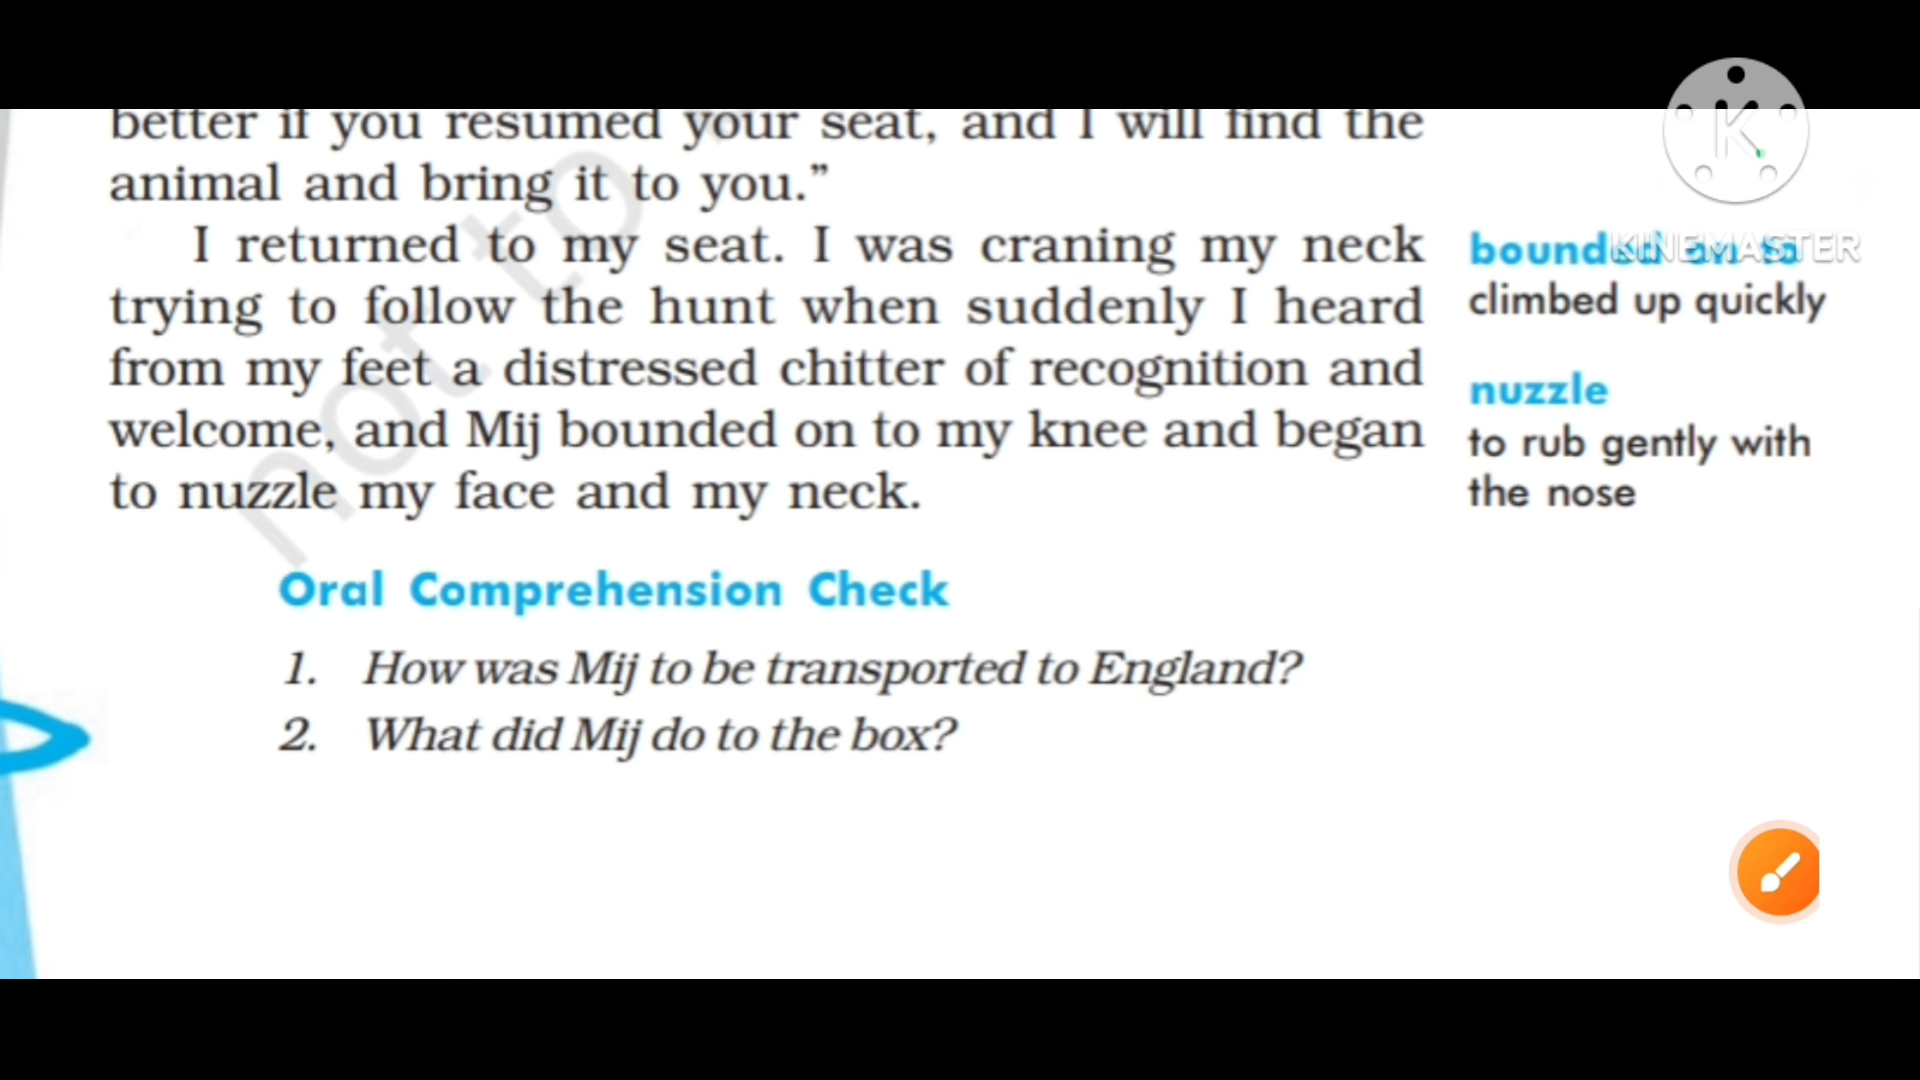 better if you resumed your seat, and I will find the
animal and bring it to you.”
I returned to my seat. I was craning my neck
trying to follow the hunt when suddenly I heard
from my feet a distressed chitter of recognition and
welcome, and Mij bounded on to my knee and began
to nuzzle my face and my neck.
bounded on to
climbed up quickly
nuzzle
to rub gently with
the nose
Oral Comprehension Check
1. How was Mij to be transported to England?
2. What did Mij do to the box?
not to
K
KINEMASTER